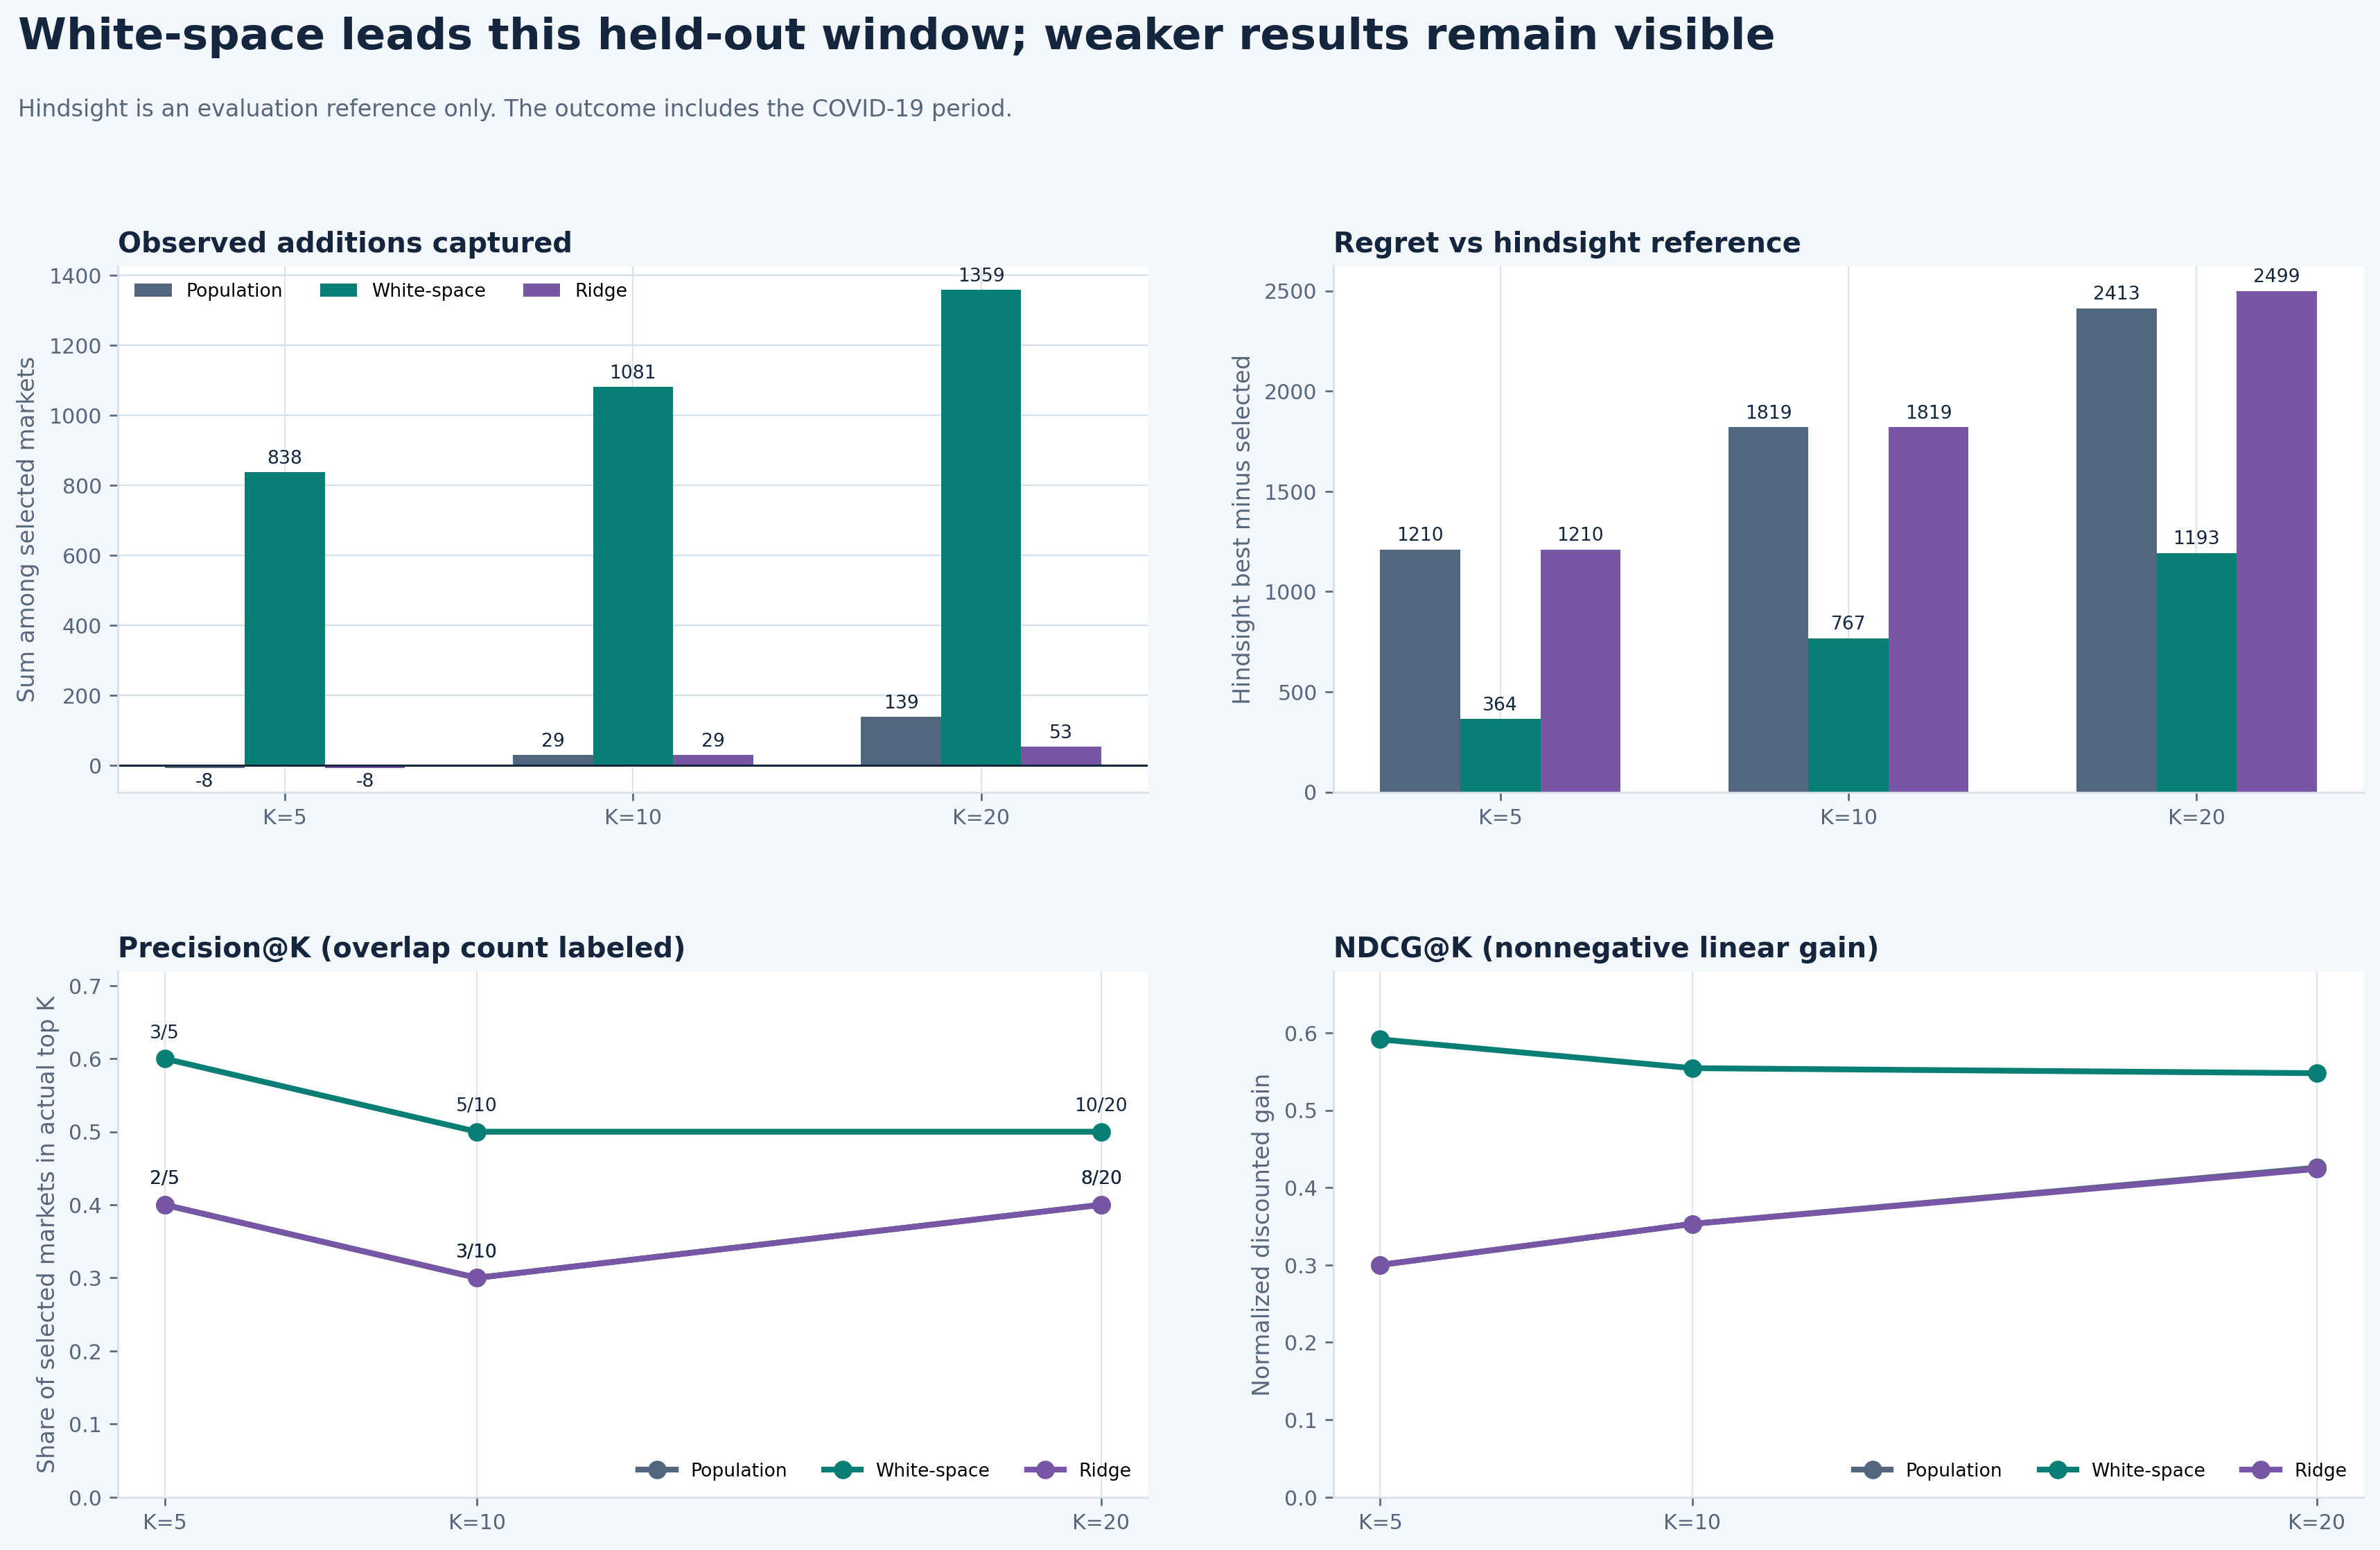 White-space leads this held-out window; weaker results remain visible
Hindsight is an evaluation reference only. The outcome includes the COVID-19 period.
Observed additions captured
Population
White-space
Ridge
Sum among selected markets
1400
1200
1000
800
600
400
200
0
-8
838
-8
29
1081
29
139
1359
53
K=5
K=10
K=20
Regret vs hindsight reference
Hindsight best minus selected
2500
2000
1500
1000
500
0
1210
364
1210
1819
767
1819
2413
1193
2499
K=5
K=10
K=20
Precision@K (overlap count labeled)
Share of selected markets in actual top K
0.7
0.6
0.5
0.4
0.3
0.2
0.1
0.0
3/5
5/10
10/20
2/5
3/10
8/20
Population
White-space
Ridge
K=5
K=10
K=20
NDCG@K (nonnegative linear gain)
Normalized discounted gain
0.6
0.5
0.4
0.3
0.2
0.1
0.0
Population
White-space
Ridge
K=5
K=10
K=20